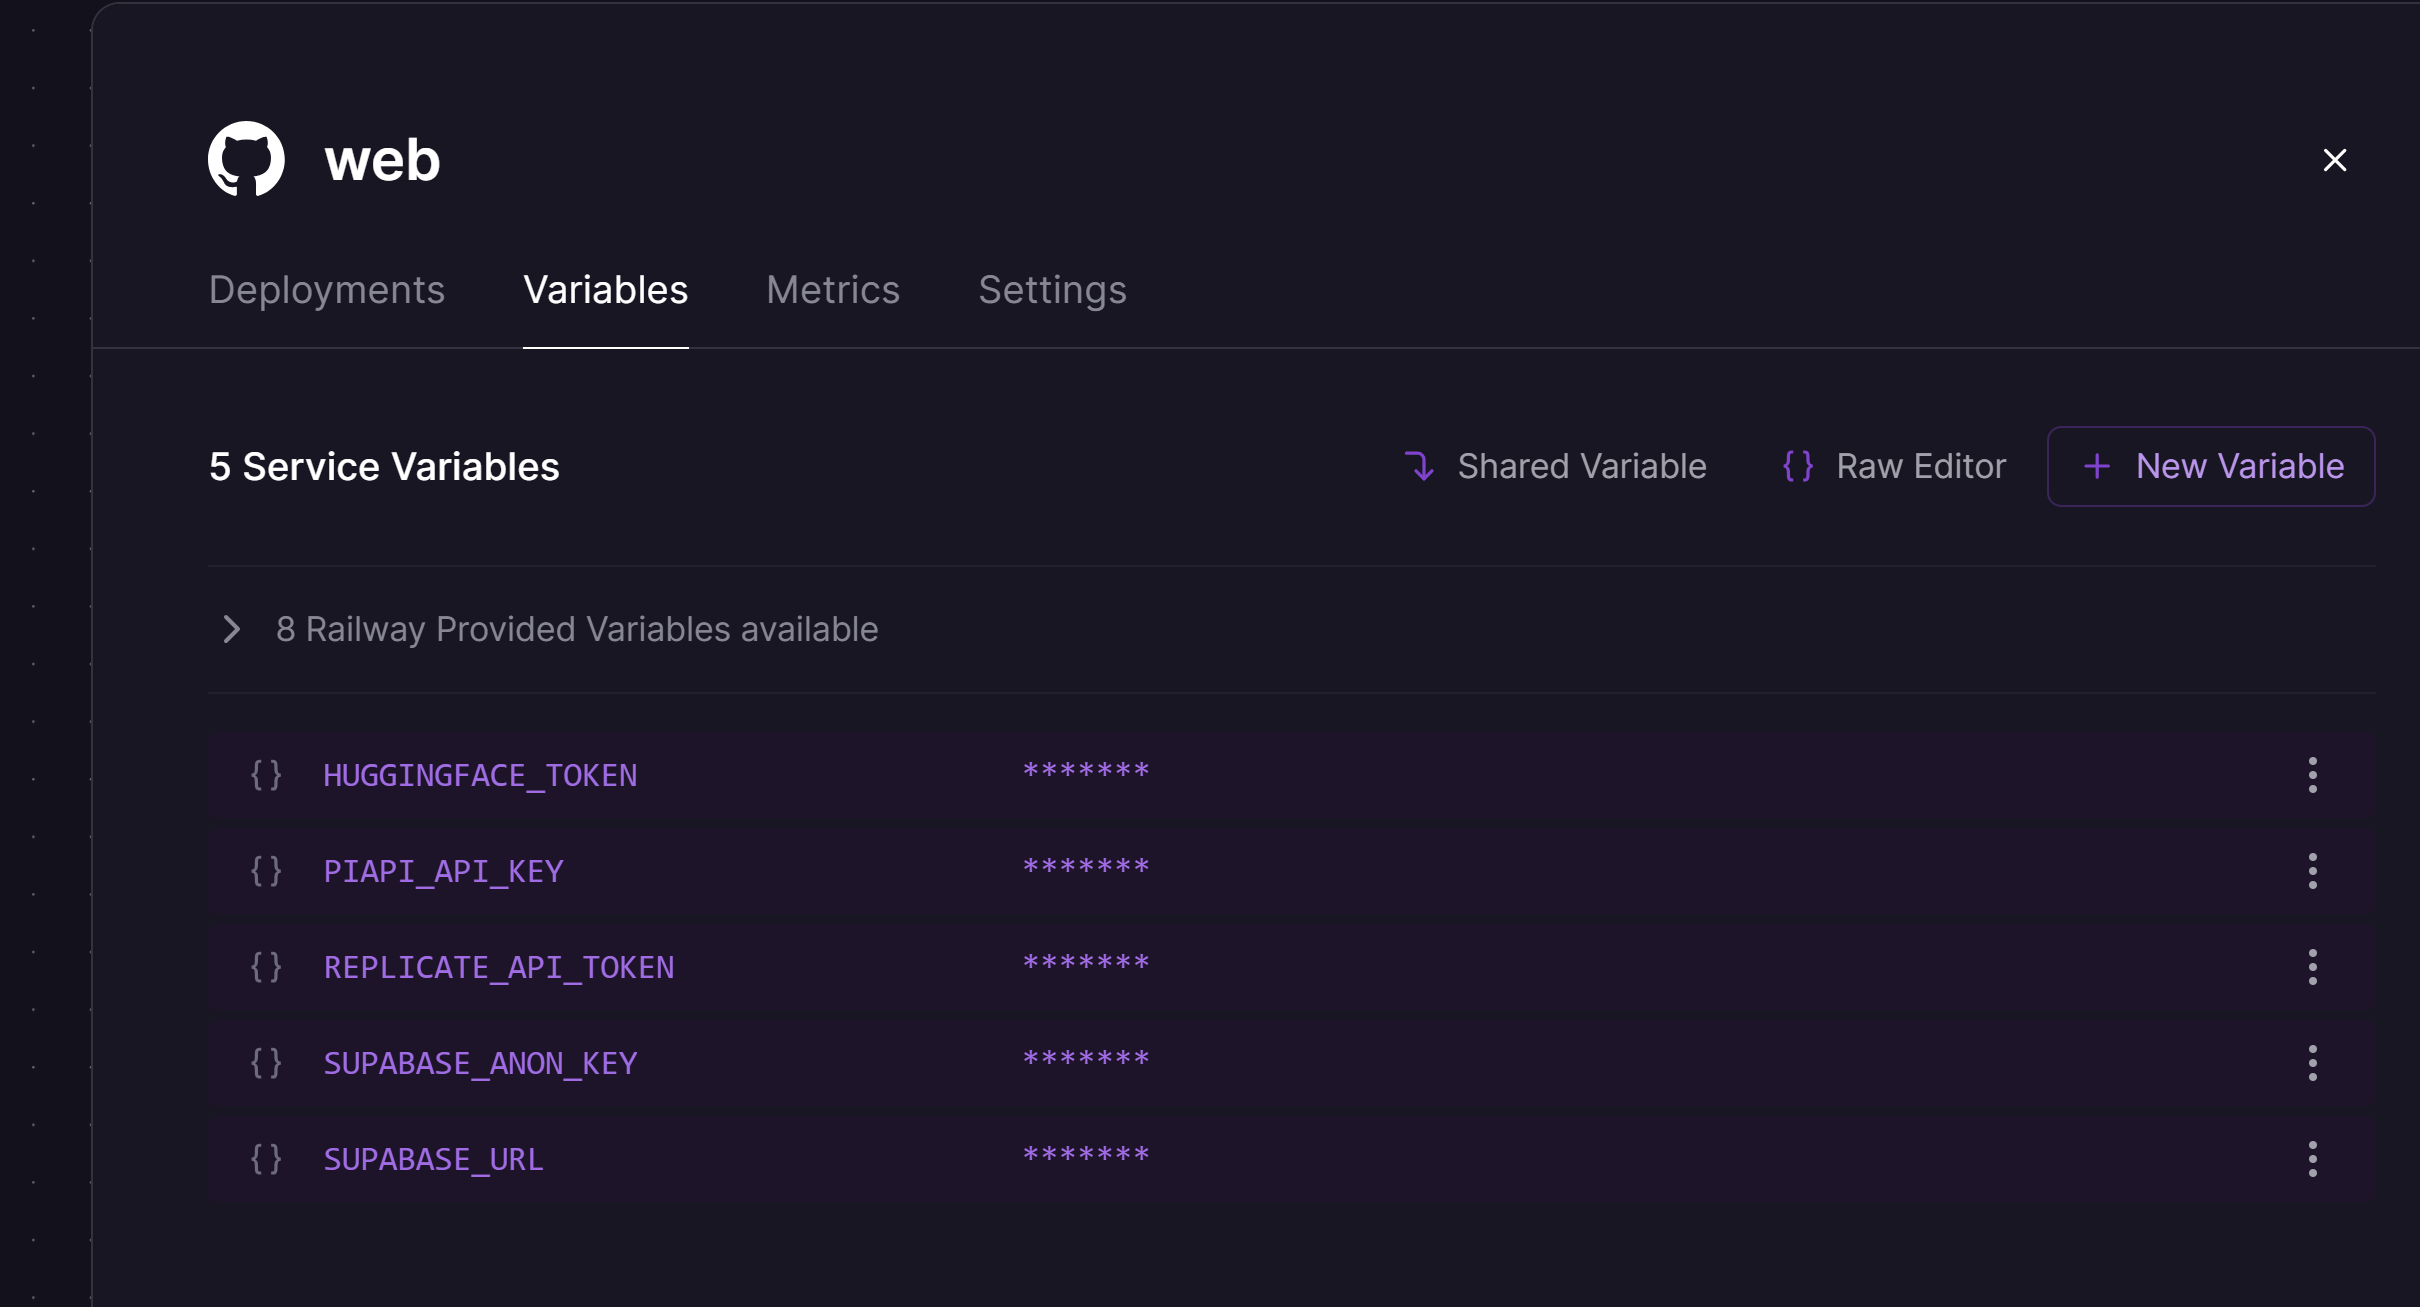 web
Deployments Variables Metrics Settings
5 Service Variables Shared Variable {} Raw Editor + New Variable
8 Railway Provided Variables available
{} HUGGINGFACE_TOKEN *******
{} PIAPI_API_KEY *******
{} REPLICATE_API_TOKEN *******
{} SUPABASE_ANON_KEY *******
{} SUPABASE_URL *******